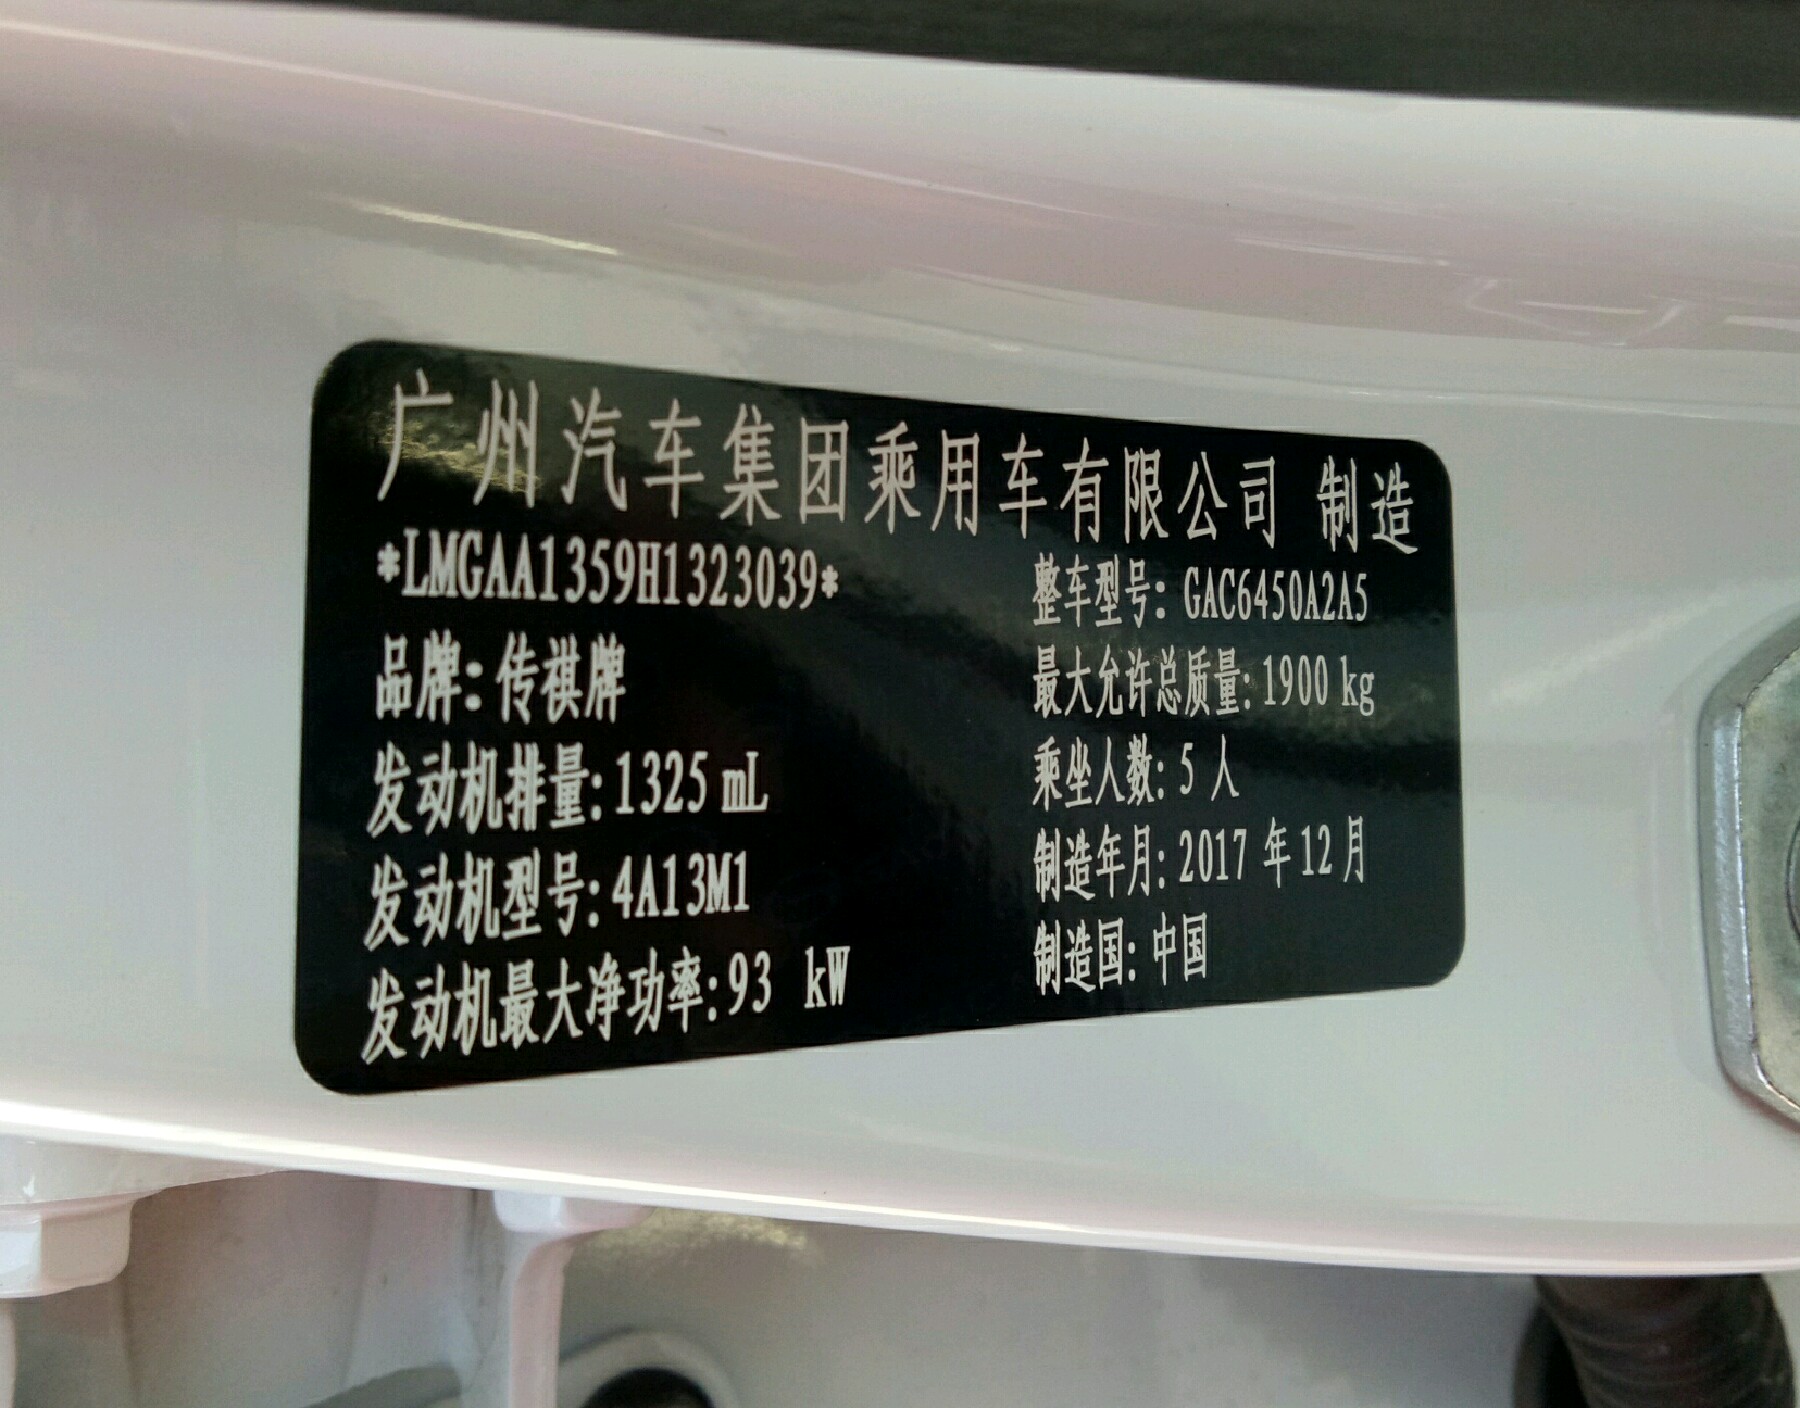 广州汽车集团乘用车有限公司 制造
*LMGAA1359H1323039*
品牌:传祺牌
发动机排量:1325 mL
发动机型号:4A13M1
发动机最大净功率:93 kW
整车型号:GAC6450A2A5
最大允许总质量:1900 kg
乘坐人数:5 人
制造年月:2017 年 12 月
制造国:中国